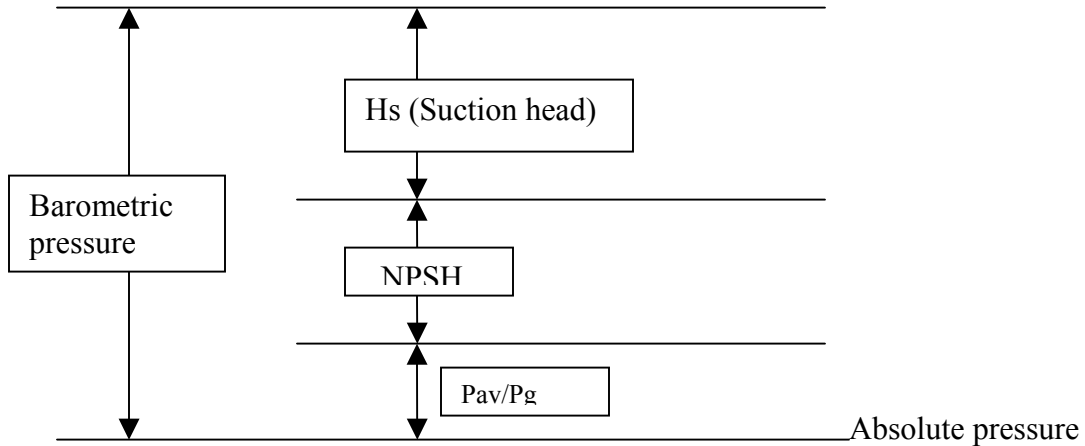 Hs (Suction head)
Barometric
pressure
NPSH
Pav/Pg
Absolute pressure